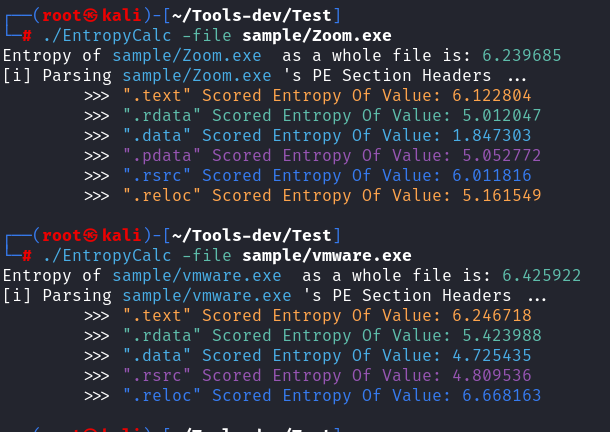 ┌──(root㉿kali)-[~/Tools-dev/Test]
└─# ./EntropyCalc -file sample/Zoom.exe
Entropy of sample/Zoom.exe  as a whole file is: 6.239685
[i] Parsing sample/Zoom.exe 's PE Section Headers ...
>>> ".text" Scored Entropy Of Value: 6.122804
>>> ".rdata" Scored Entropy Of Value: 5.012047
>>> ".data" Scored Entropy Of Value: 1.847303
>>> ".pdata" Scored Entropy Of Value: 5.052772
>>> ".rsrc" Scored Entropy Of Value: 6.011816
>>> ".reloc" Scored Entropy Of Value: 5.161549
┌──(root㉿kali)-[~/Tools-dev/Test]
└─# ./EntropyCalc -file sample/vmware.exe
Entropy of sample/vmware.exe  as a whole file is: 6.425922
[i] Parsing sample/vmware.exe 's PE Section Headers ...
>>> ".text" Scored Entropy Of Value: 6.246718
>>> ".rdata" Scored Entropy Of Value: 5.423988
>>> ".data" Scored Entropy Of Value: 4.725435
>>> ".rsrc" Scored Entropy Of Value: 4.809536
>>> ".reloc" Scored Entropy Of Value: 6.668163